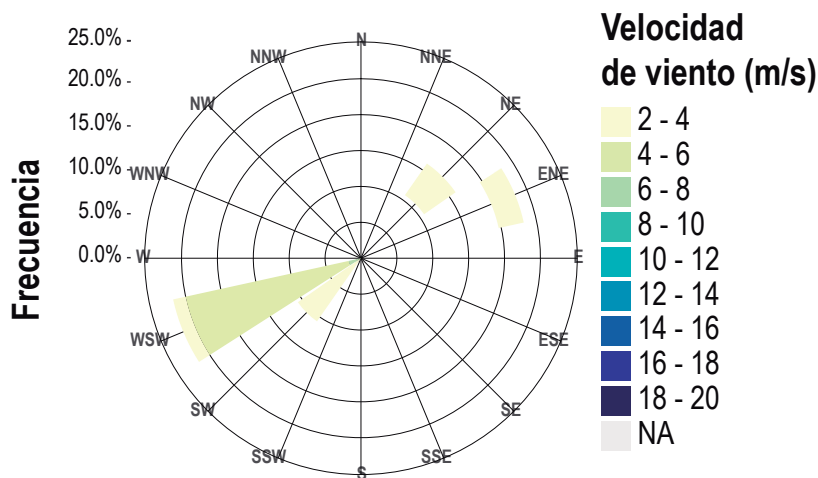 Velocidad
de viento (m/s)
2 - 4
4 - 6
6 - 8
8 - 10
10 - 12
12 - 14
14 - 16
16 - 18
18 - 20
NA
Frecuencia
25.0% -
20.0% -
15.0% -
10.0% -
5.0% -
0.0% -
N
NNE
NE
ENE
E
ESE
SE
SSE
S
SSW
SW
WSW
W
WNW
NW
NNW